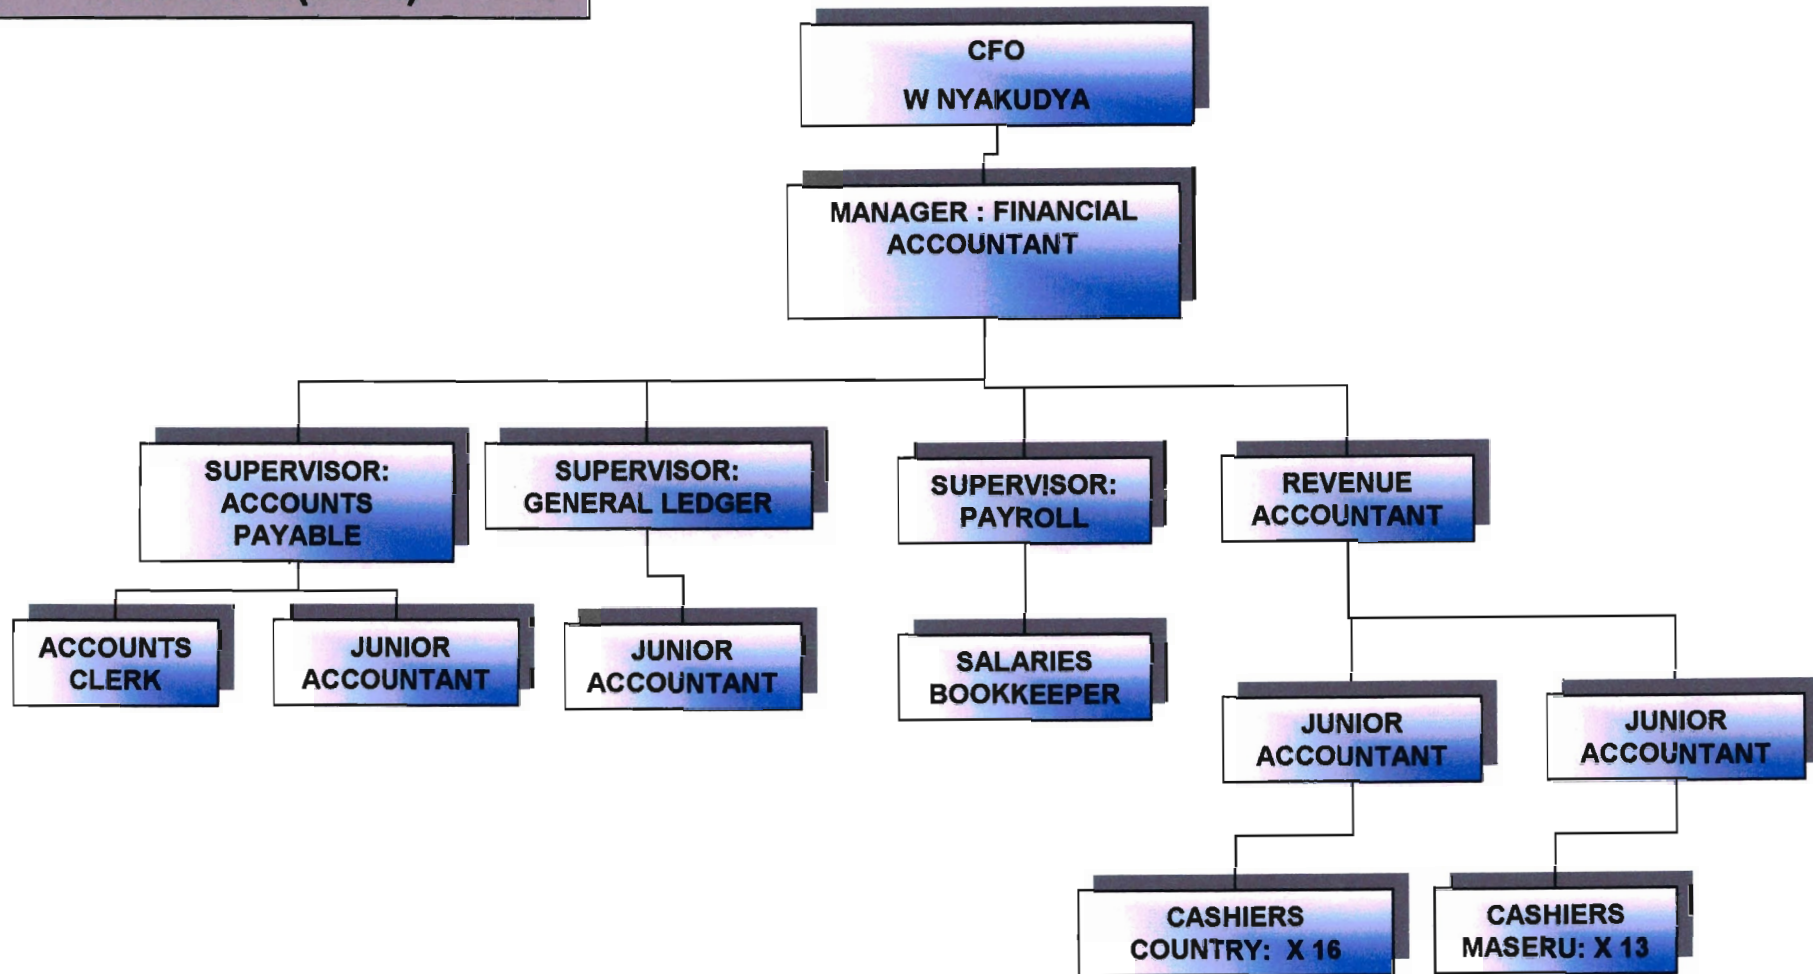 CFO
W NYAKUDYA
MANAGER : FINANCIAL
ACCOUNTANT
SUPERVISOR:
ACCOUNTS
PAYABLE
SUPERVISOR:
GENERAL LEDGER
SUPERVISOR:
PAYROLL
REVENUE
ACCOUNTANT
ACCOUNTS
CLERK
JUNIOR
ACCOUNTANT
JUNIOR
ACCOUNTANT
SALARIES
BOOKKEEPER
JUNIOR
ACCOUNTANT
JUNIOR
ACCOUNTANT
CASHIERS
COUNTRY: X 16
CASHIERS
MASERU: X 13